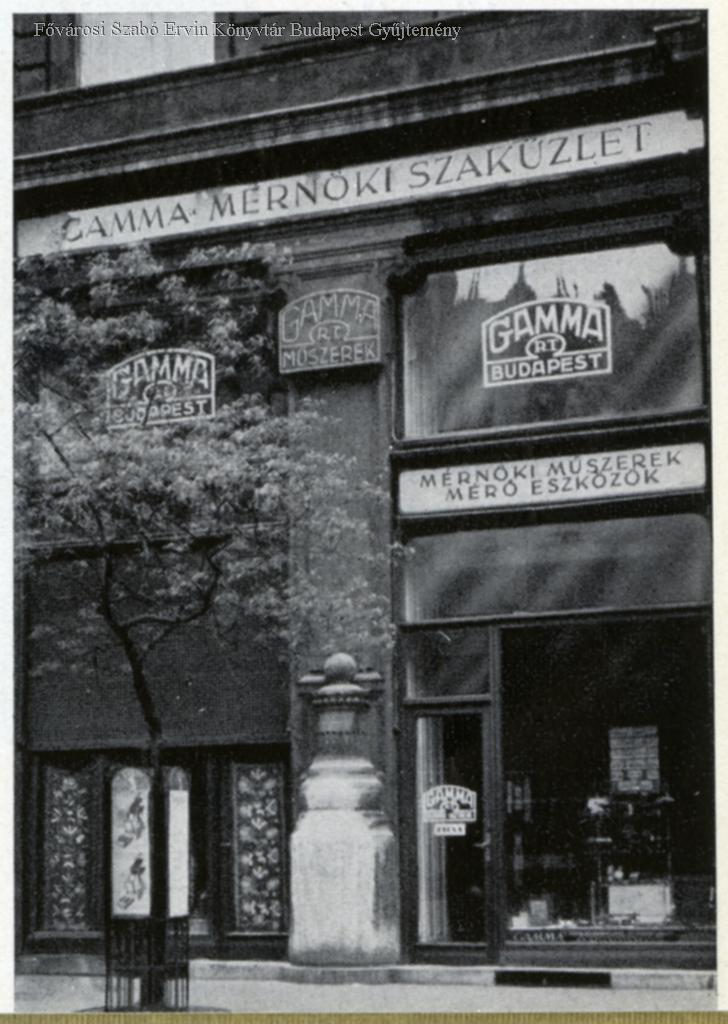 Fővárosi Szabó Ervin Könyvtár Budapest Gyűjtemény
GAMMA · MÉRNÖKI SZAKÜZLET
GAMMA
RT
MŰSZEREK
GAMMA
RT
BUDAPEST
GAMMA
BUDAPEST
MÉRNÖKI MŰSZEREK
MÉRŐ ESZKÖZÖK
GAMMA
GAMMA